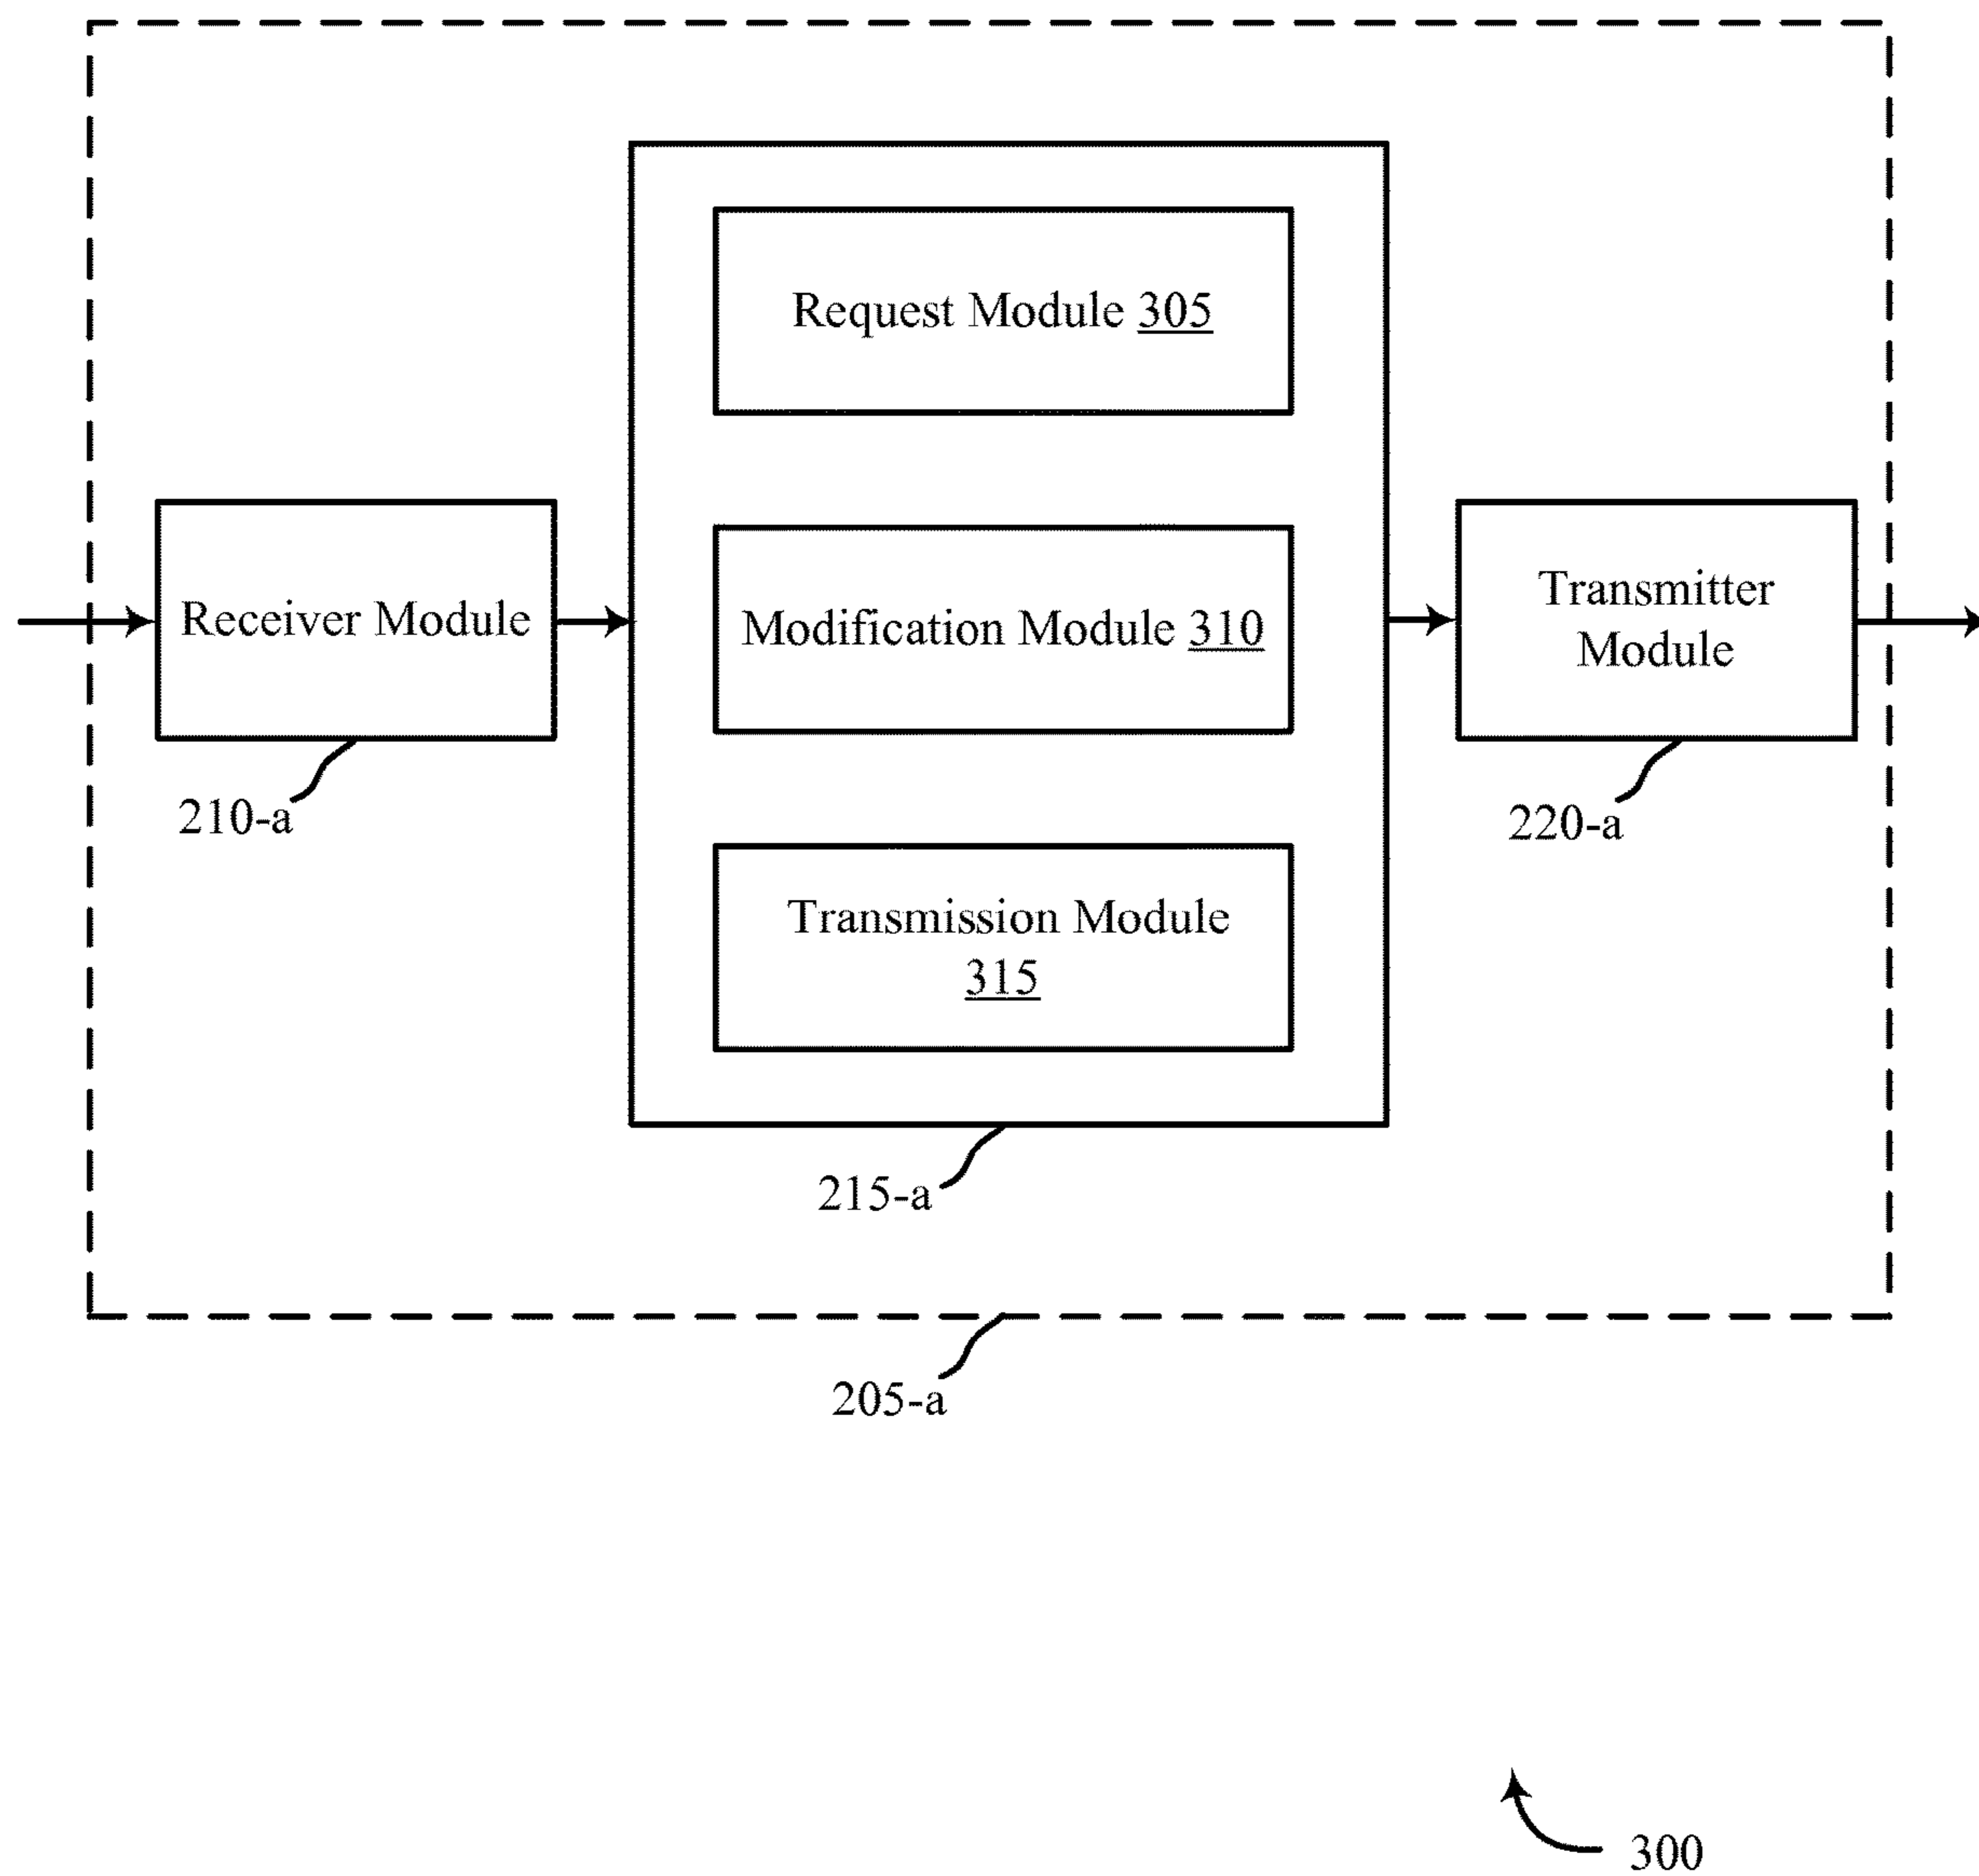 Request Module 305
Receiver Module
Modification Module 310
Transmitter
Module
210-a
220-a
Transmission Module
315
215-a
205-a
300